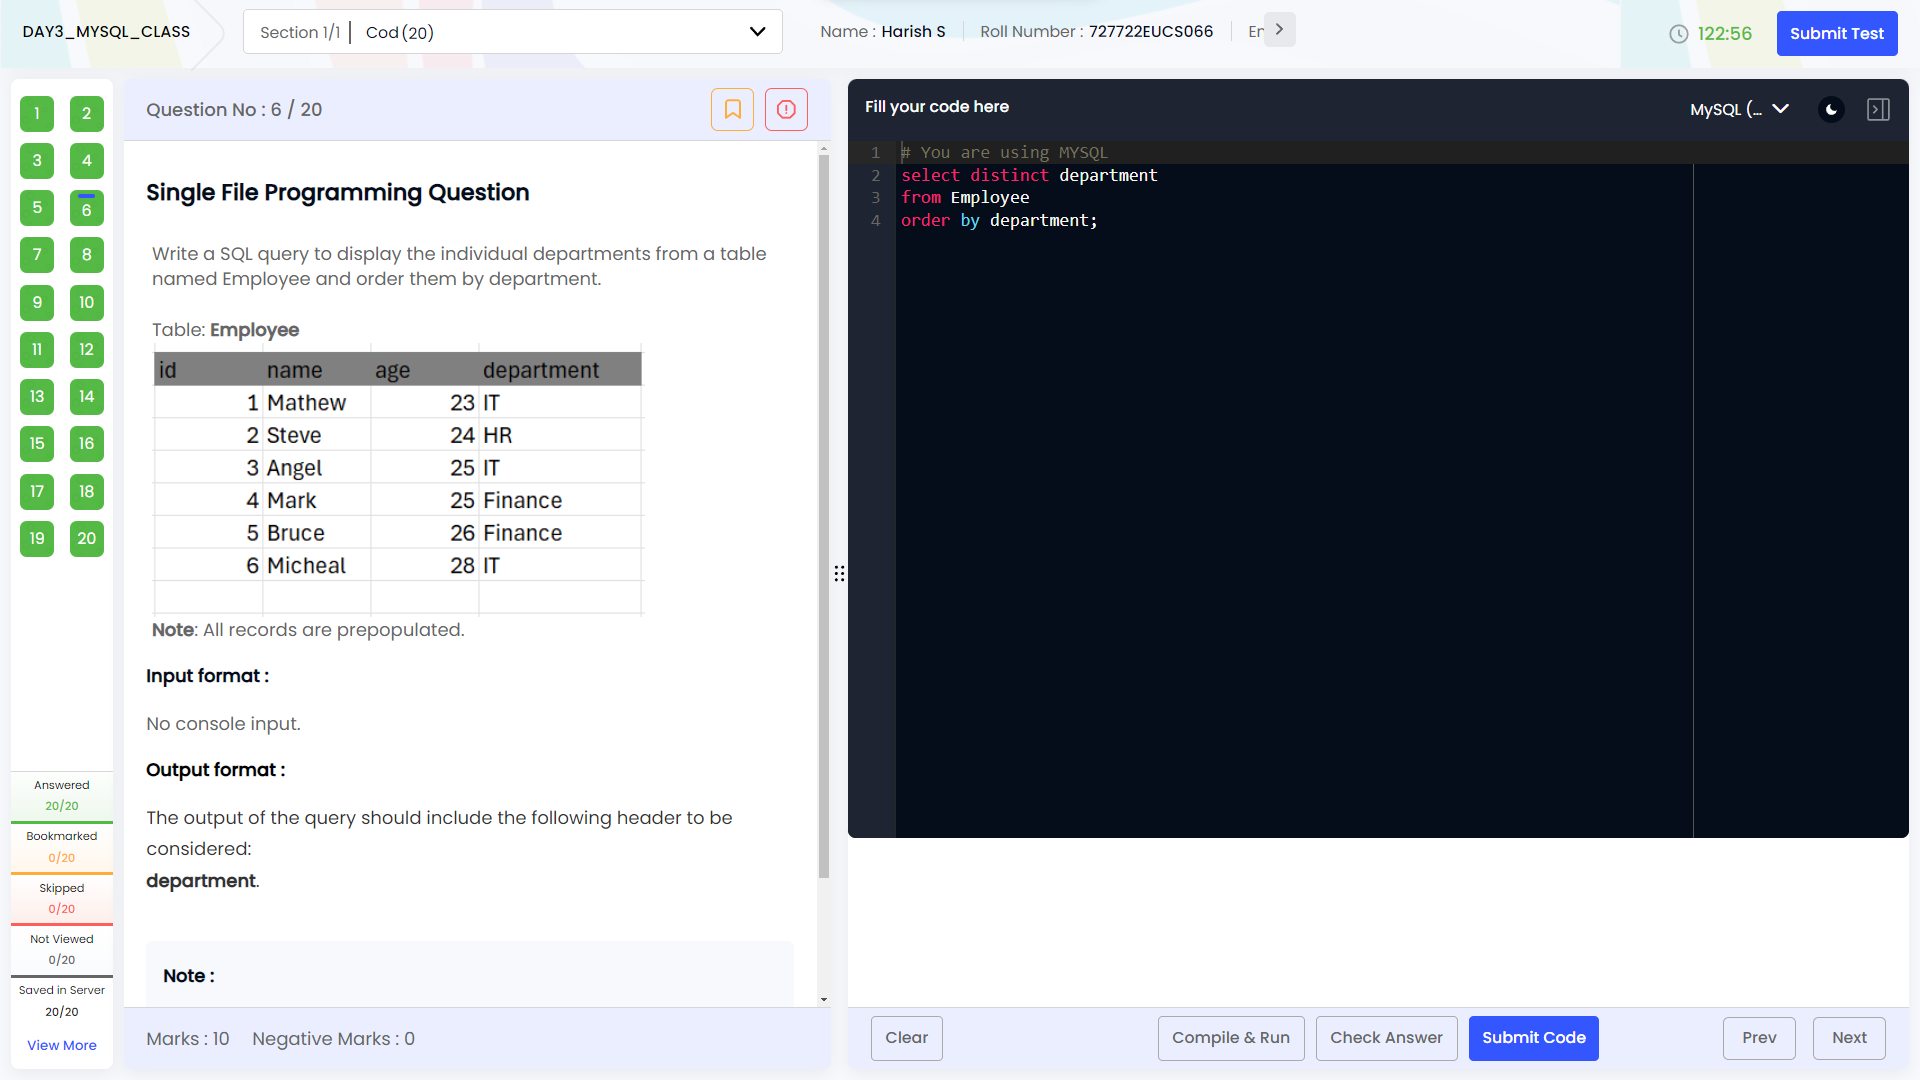 DAY3_MYSQL_CLASS
Section 1/1 | Cod (20)
Name : Harish S
Roll Number : 727722EUCS066
122:56
Submit Test
1 2
3 4
5 6
7 8
9 10
11 12
13 14
15 16
17 18
19 20
Answered
20/20
Bookmarked
0/20
Skipped
0/20
Not Viewed
0/20
Saved in Server
20/20
View More
Question No : 6 / 20
Single File Programming Question
Write a SQL query to display the individual departments from a table
named Employee and order them by department.
Table: Employee
id name age department
1 Mathew 23 IT
2 Steve 24 HR
3 Angel 25 IT
4 Mark 25 Finance
5 Bruce 26 Finance
6 Micheal 28 IT
Note: All records are prepopulated.
Input format :
No console input.
Output format :
The output of the query should include the following header to be
considered:
department.
Note :
Marks : 10 Negative Marks : 0
Fill your code here
MySQL (...
1 # You are using MYSQL
2 select distinct department
3 from Employee
4 order by department;
Clear
Compile & Run
Check Answer
Submit Code
Prev
Next